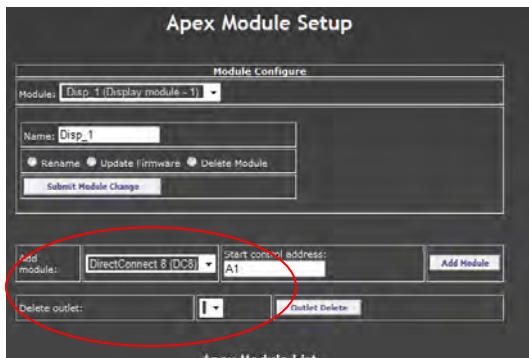 Apex Module Setup
Module Configure
Module: Disp_1 (Display module - 1)
Name: Disp_1
Rename Update Firmware Delete Module
Submit Module Change
Add module: DirectConnect 8 (DC8) Start control address: A1 Add Module
Delete outlet: Outlet Delete
Apex Module List